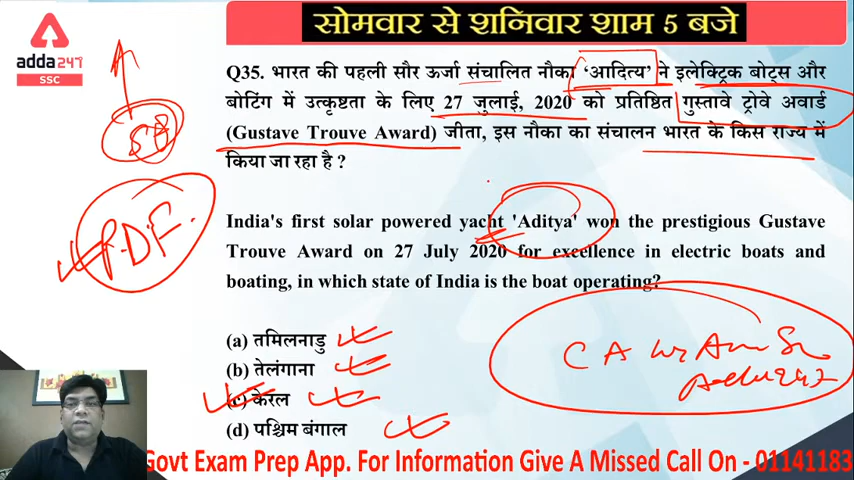 सोमवार से शनिवार शाम 5 बजे
adda247
SSC
Q35. भारत की पहली सौर ऊर्जा संचालित नौका 'आदित्य' ने इलेक्ट्रिक बोट्स और
बोटिंग में उत्कृष्टता के लिए 27 जुलाई, 2020 को प्रतिष्ठित गुस्तावे ट्रोवे अवार्ड
(Gustave Trouve Award) जीता, इस नौका का संचालन भारत के किस राज्य में
किया जा रहा है ?
P.D.F.
India's first solar powered yacht 'Aditya' won the prestigious Gustave
Trouve Award on 27 July 2020 for excellence in electric boats and
boating, in which state of India is the boat operating?
(a) तमिलनाडु
(b) तेलंगाना
(c) केरल
(d) पश्चिम बंगाल
Govt Exam Prep App. For Information Give A Missed Call On - 01141183